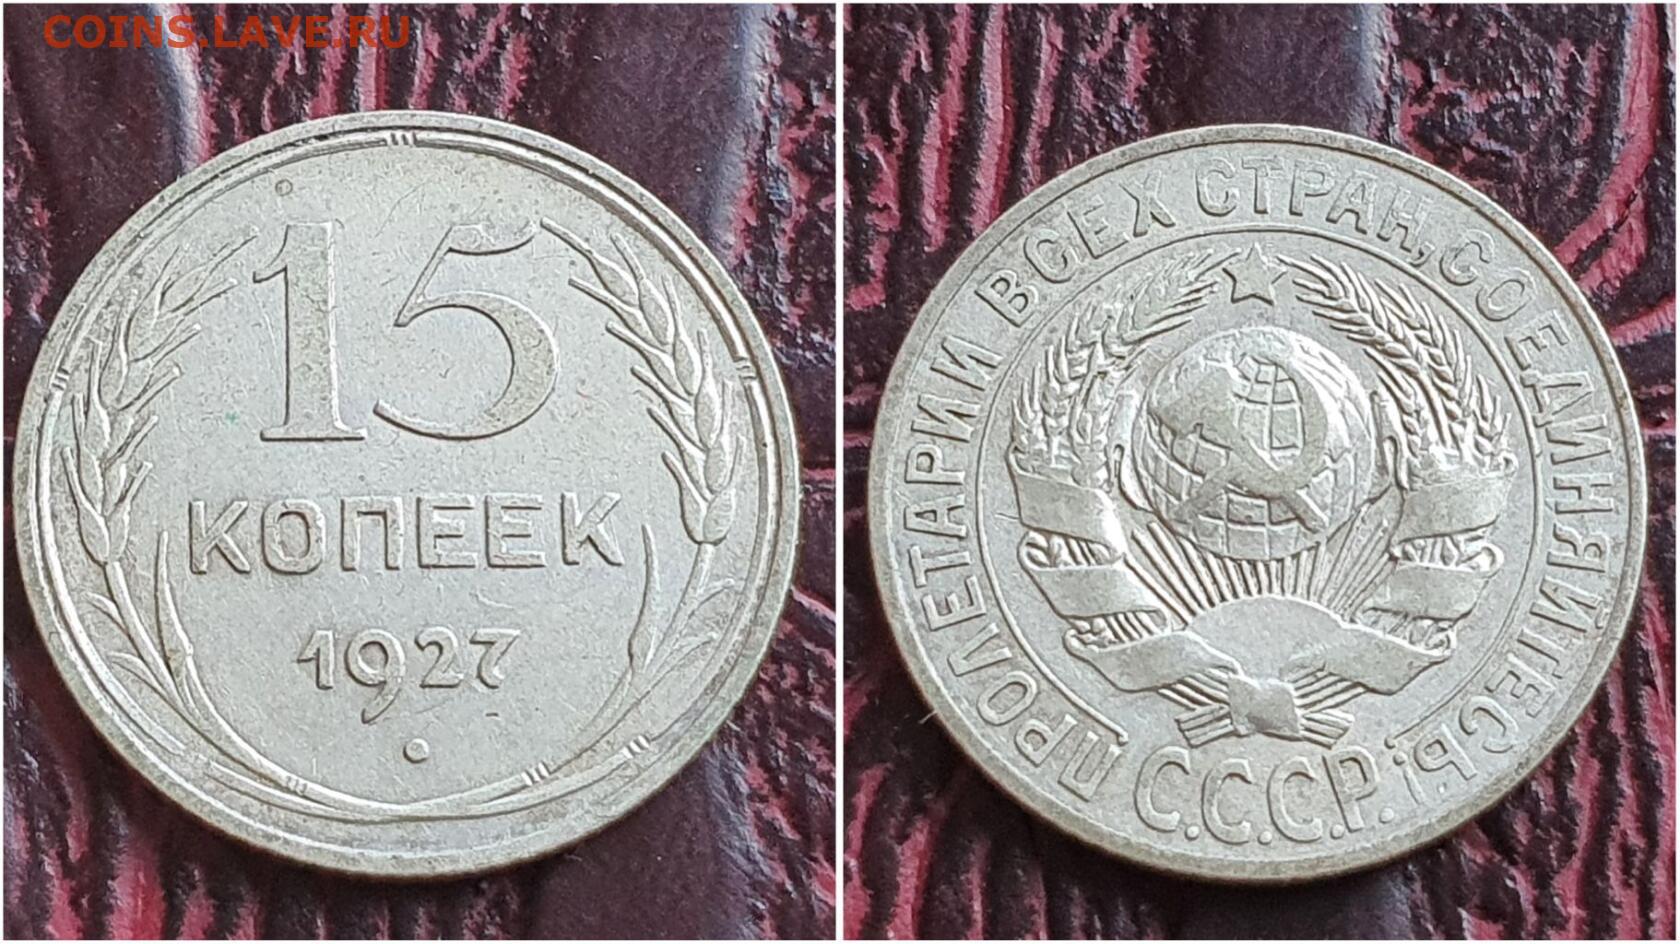 COINS.LAVE.RU
15
КОПЕЕК
1927
ПРОЛЕТАРИИ ВСЕХ СТРАН, СОЕДИНЯЙТЕСЬ!
С.С.С.Р.